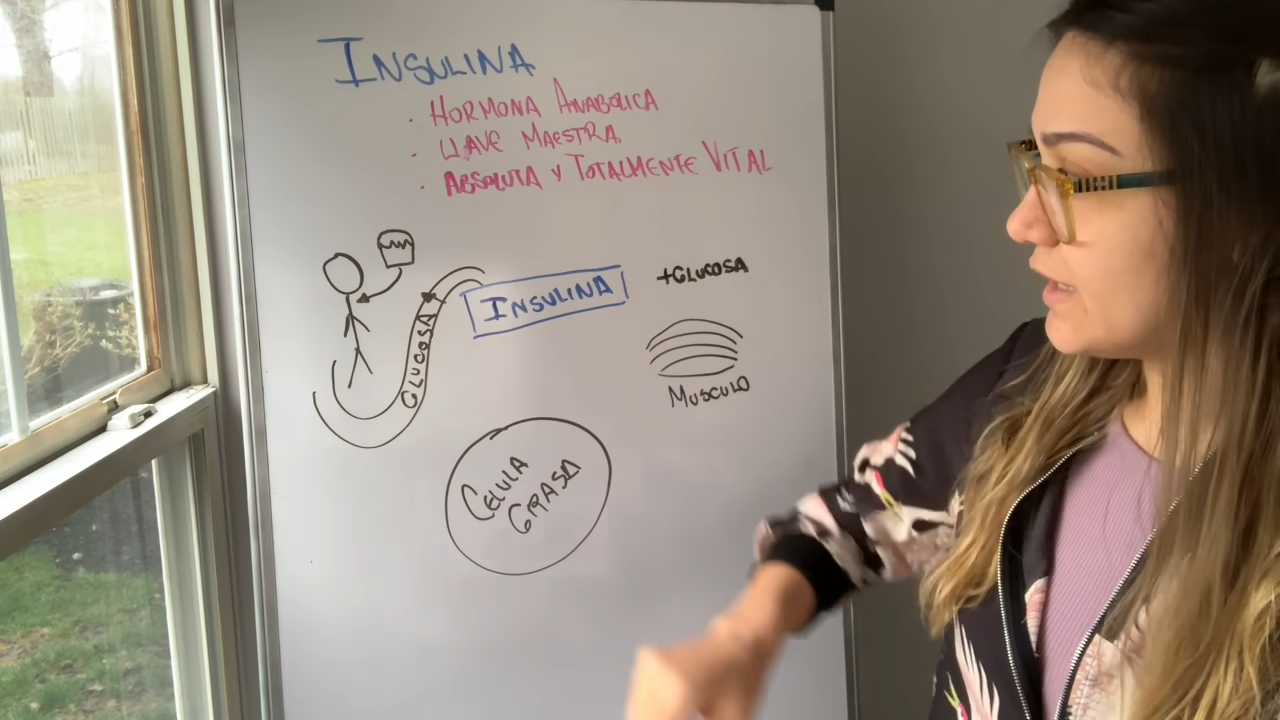 INSULINA
· HORMONA ANABOLICA
· LLAVE MAESTRA
· ABSOLUTA Y TOTALMENTE VITAL
GLUCOSA
INSULINA
+GLUCOSA
MUSCULO
CELULA
GRASA